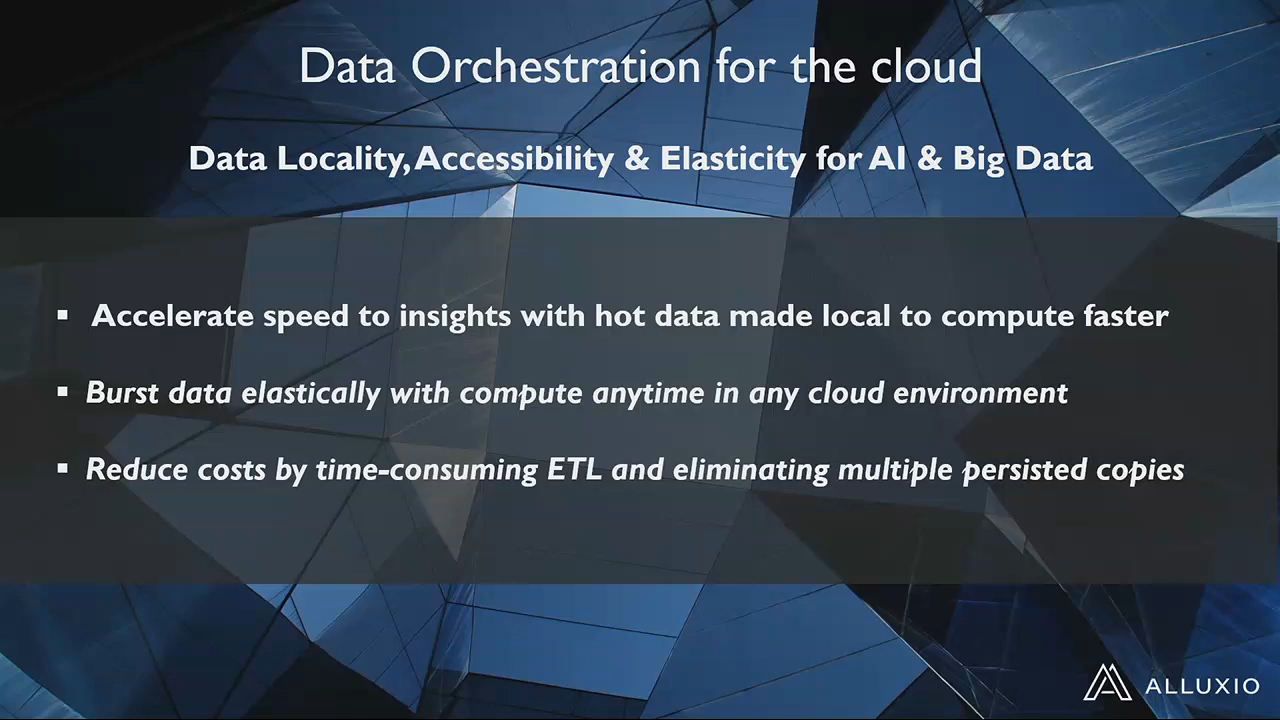 Data Orchestration for the cloud
Data Locality, Accessibility & Elasticity for AI & Big Data
▪ Accelerate speed to insights with hot data made local to compute faster
▪ Burst data elastically with compute anytime in any cloud environment
▪ Reduce costs by time-consuming ETL and eliminating multiple persisted copies
ALLUXIO